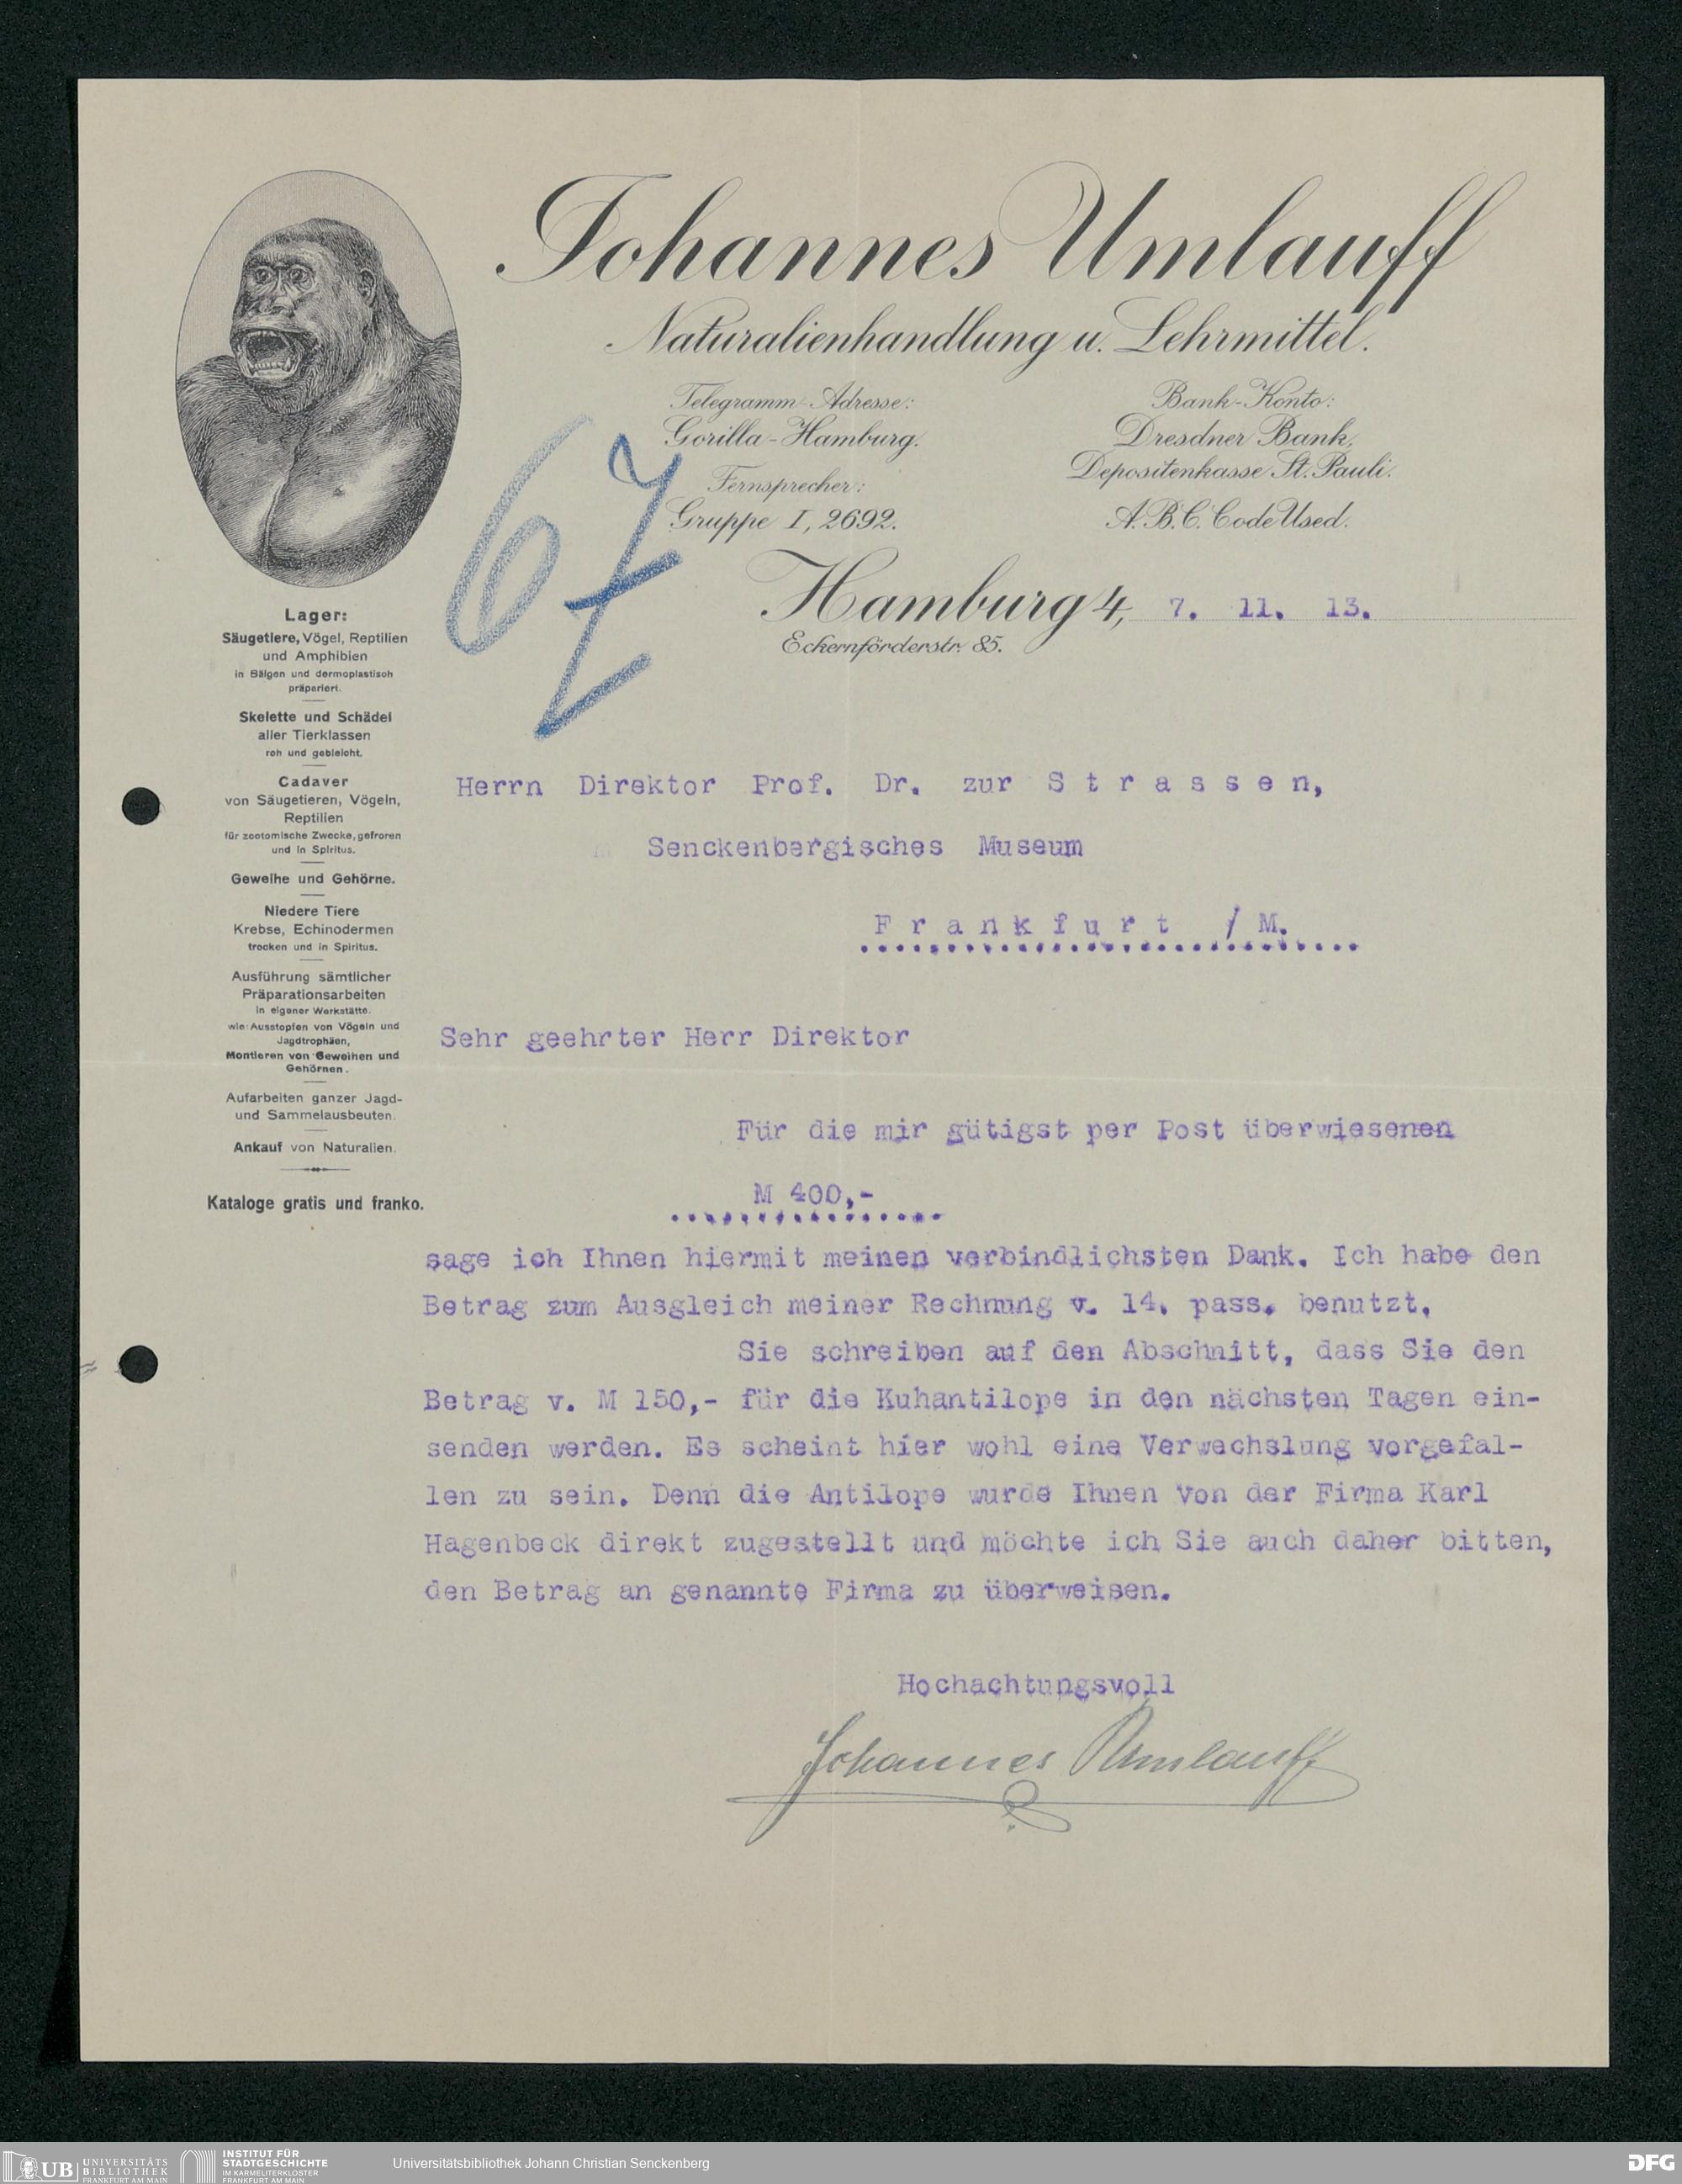 Johannes Umlauff
Naturalienhandlung u. Lehrmittel.
Telegramm-Adresse:
Gorilla-Hamburg.
Fernsprecher:
Gruppe I, 2692.
Bank-Konto:
Dresdner Bank,
Depositenkasse St. Pauli.
A.B.C. Code Used.
67
Hamburg 4, 7. 11. 13.
Eckernförderstr. 85.
Lager:
Säugetiere, Vögel, Reptilien
und Amphibien
in Bälgen und dermoplastisch
präpariert.
Skelette und Schädel
aller Tierklassen
roh und gebleicht.
Cadaver
von Säugetieren, Vögeln,
Reptilien
für zootomische Zwecke, gefroren
und in Spiritus.
Geweihe und Gehörne.
Niedere Tiere
Krebse, Echinodermen
trocken und in Spiritus.
Ausführung sämtlicher
Präparationsarbeiten
in eigener Werkstätte.
wie: Ausstopfen von Vögeln und
Jagdtrophäen,
Montieren von Geweihen und
Gehörnen.
Aufarbeiten ganzer Jagd-
und Sammelausbeuten.
Ankauf von Naturalien.
Kataloge gratis und franko.
Herrn Direktor Prof. Dr. zur S t r a s s e n,
Senckenbergisches Museum
F r a n k f u r t / M.
Sehr geehrter Herr Direktor
Für die mir gütigst per Post überwiesenen
M 400,-
sage ich Ihnen hiermit meinen verbindlichsten Dank. Ich habe den
Betrag zum Ausgleich meiner Rechnung v. 14. pass. benutzt.
Sie schreiben auf den Abschnitt, dass Sie den
Betrag v. M 150,- für die Kuhantilope in den nächsten Tagen ein-
senden werden. Es scheint hier wohl eine Verwechslung vorgefal-
len zu sein. Denn die Antilope wurde Ihnen von der Firma Karl
Hagenbeck direkt zugestellt und möchte ich Sie auch daher bitten,
den Betrag an genannte Firma zu überweisen.
Hochachtungsvoll
Johannes Umlauff
UB UNIVERSITÄTS
BIBLIOTHEK
FRANKFURT AM MAIN
INSTITUT FÜR
STADTGESCHICHTE
IM KARMELITERKLOSTER
FRANKFURT AM MAIN
Universitätsbibliothek Johann Christian Senckenberg
DFG